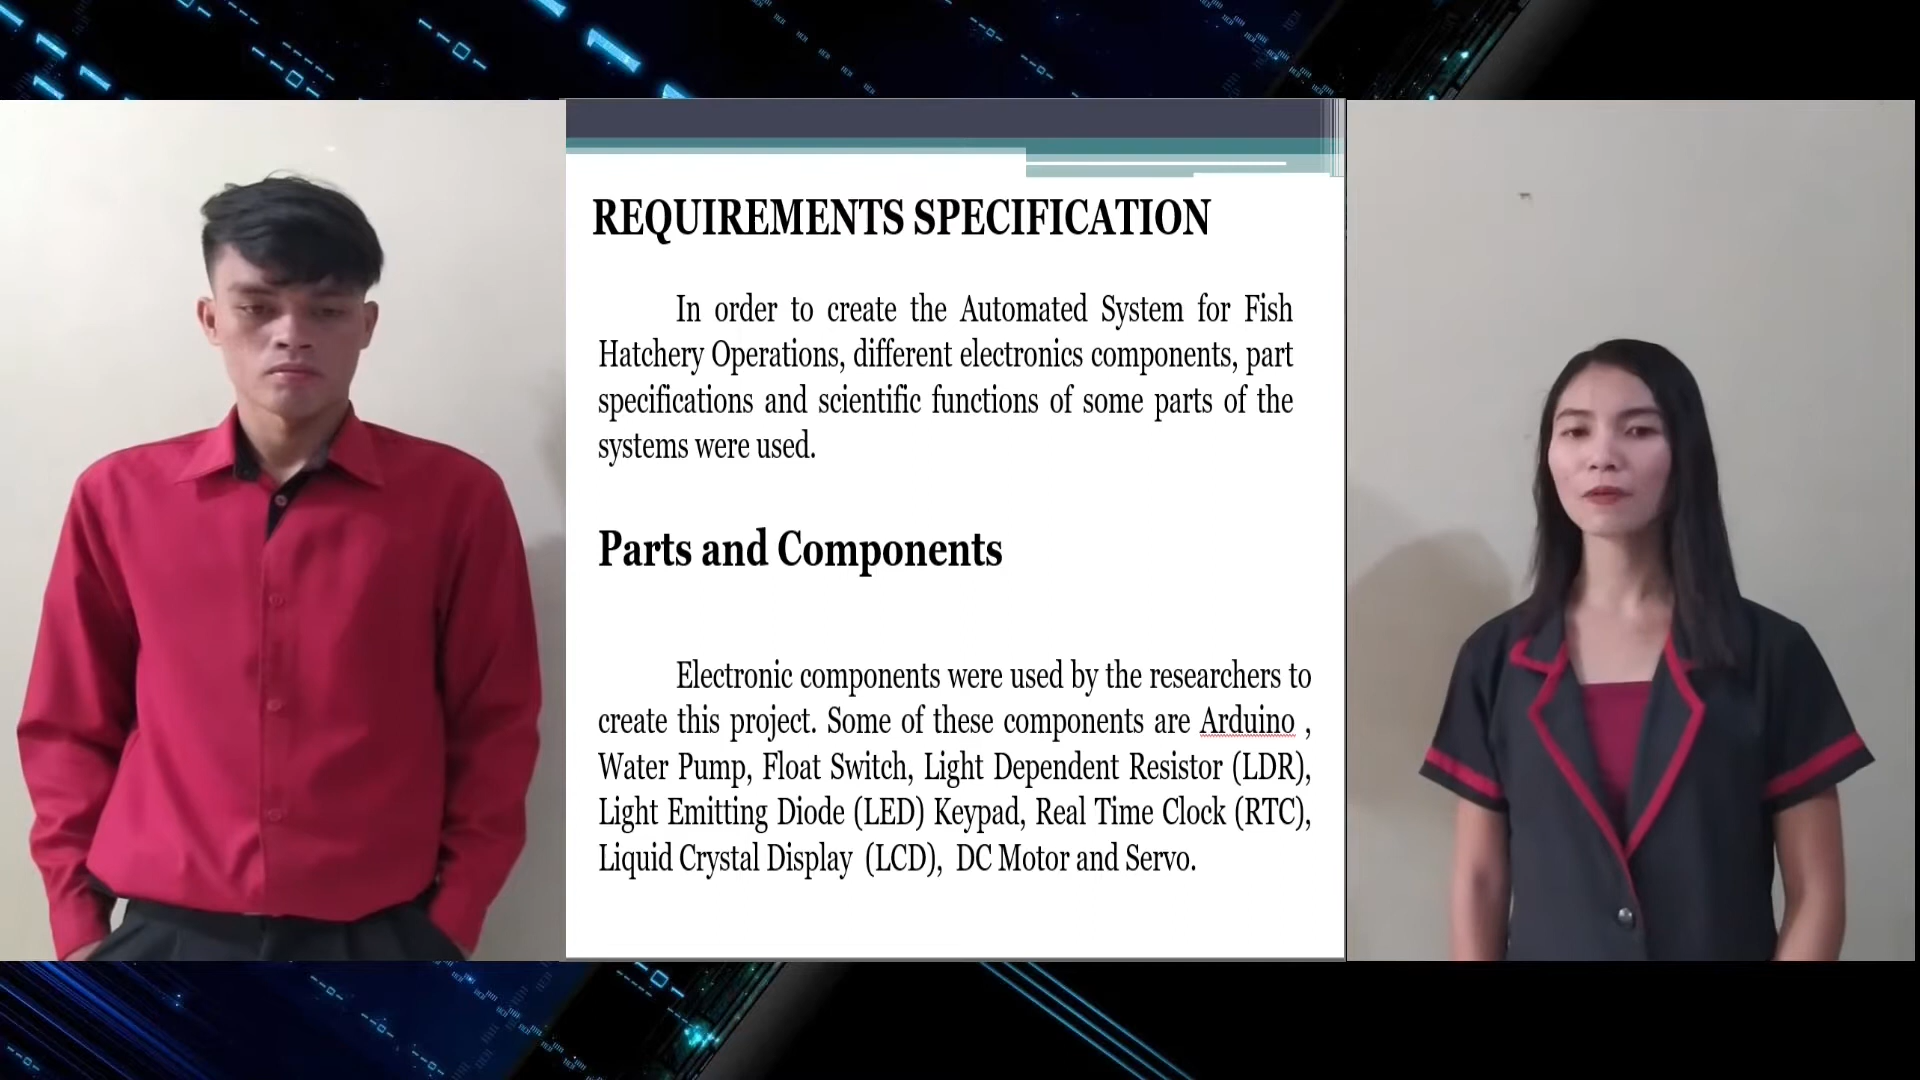 REQUIREMENTS SPECIFICATION
In order to create the Automated System for Fish
Hatchery Operations, different electronics components, part
specifications and scientific functions of some parts of the
systems were used.
Parts and Components
Electronic components were used by the researchers to
create this project. Some of these components are Arduino ,
Water Pump, Float Switch, Light Dependent Resistor (LDR),
Light Emitting Diode (LED) Keypad, Real Time Clock (RTC),
Liquid Crystal Display (LCD), DC Motor and Servo.